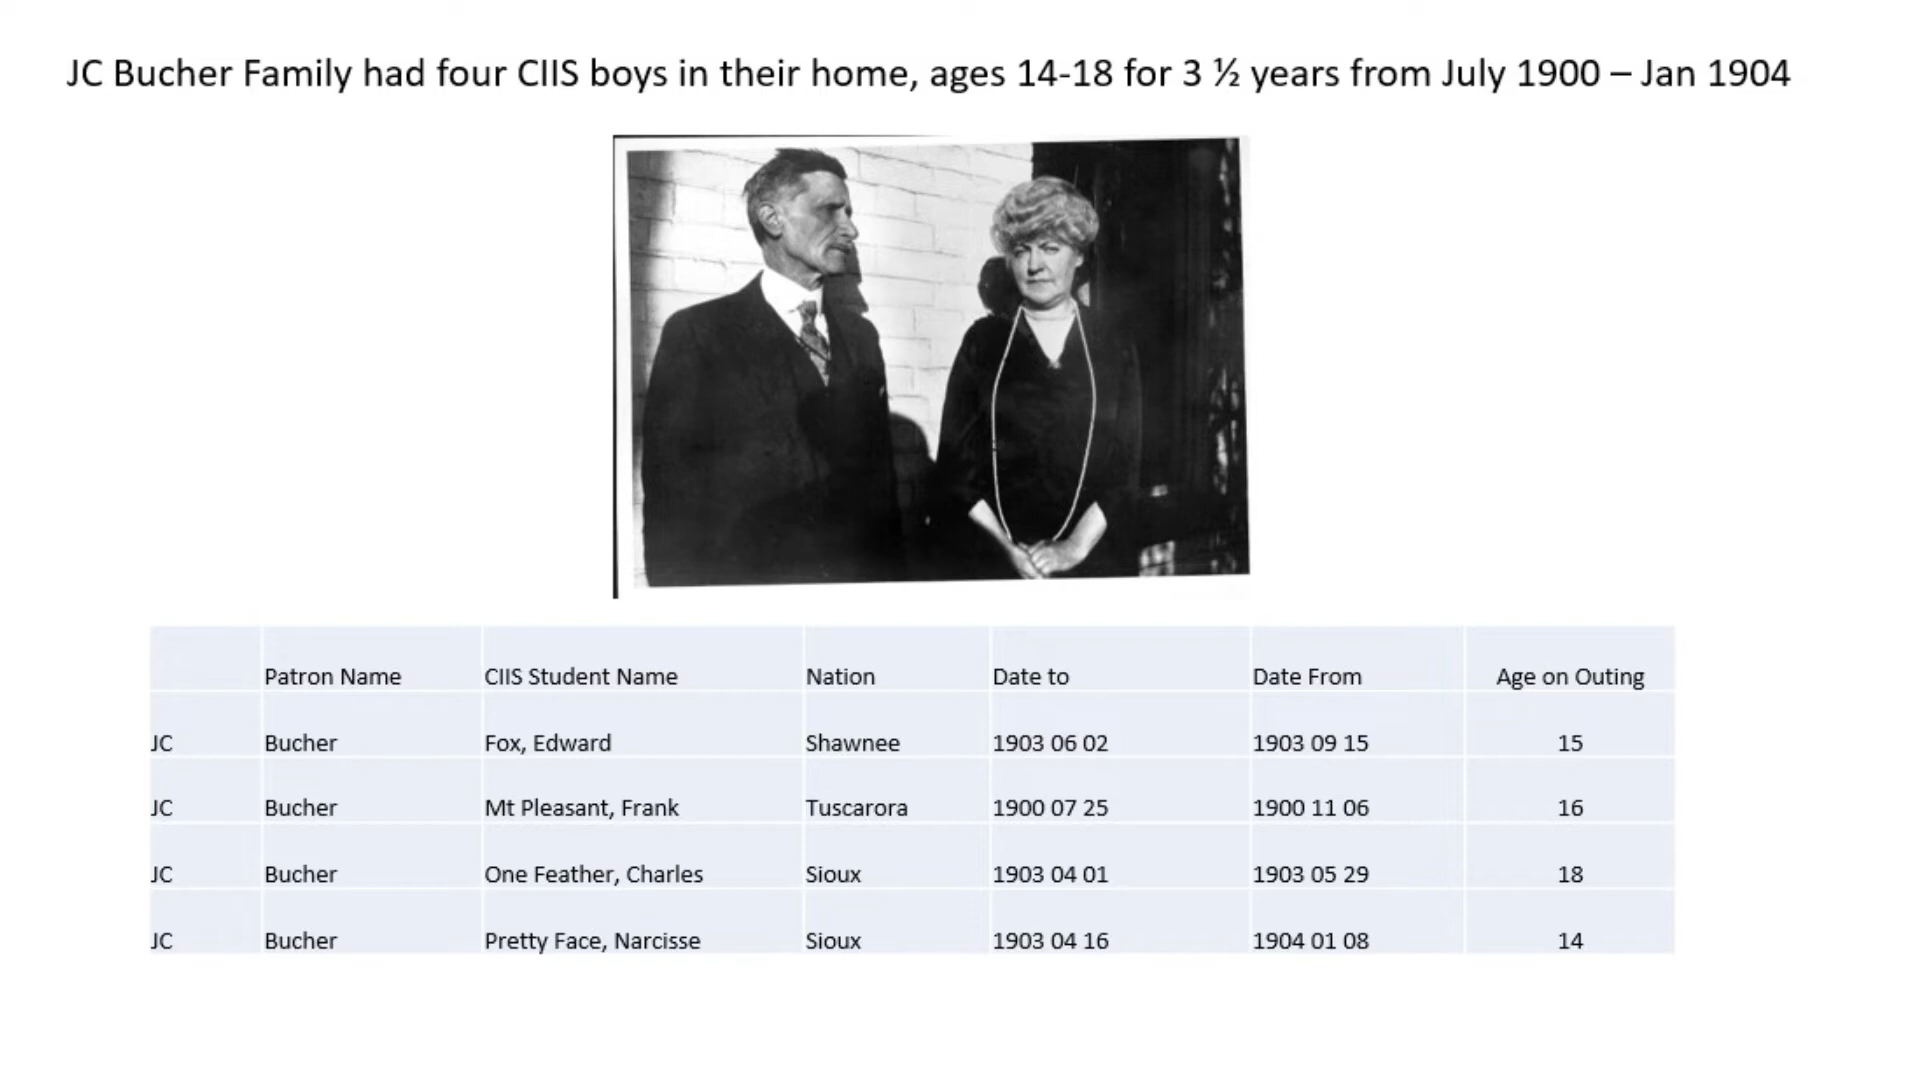 JC Bucher Family had four CIIS boys in their home, ages 14-18 for 3 ½ years from July 1900 – Jan 1904
Patron Name CIIS Student Name Nation Date to Date From Age on Outing
JC Bucher Fox, Edward Shawnee 1903 06 02 1903 09 15 15
JC Bucher Mt Pleasant, Frank Tuscarora 1900 07 25 1900 11 06 16
JC Bucher One Feather, Charles Sioux 1903 04 01 1903 05 29 18
JC Bucher Pretty Face, Narcisse Sioux 1903 04 16 1904 01 08 14